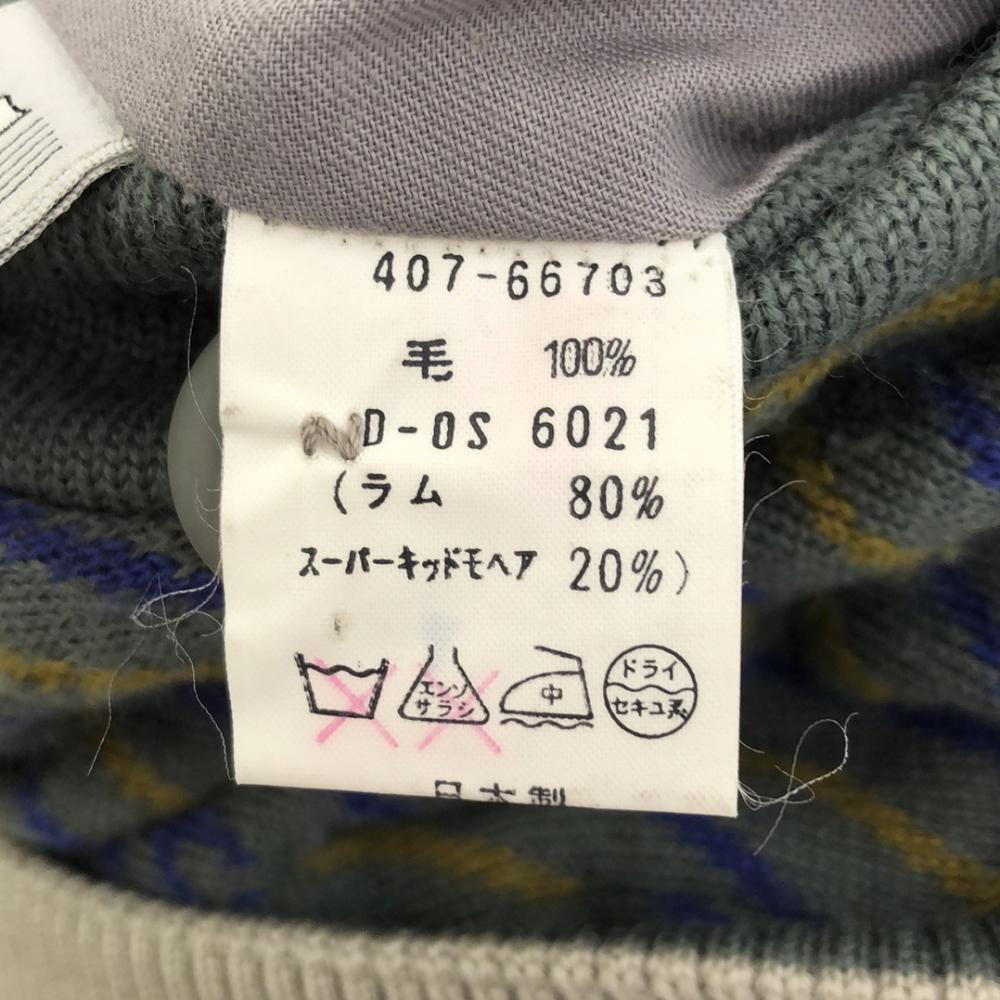 407-66703
毛 100%
D-0S 6021
(ラム 80%
スーパーキッドモヘア 20%)
エンソ
サラシ
中
ドライ
セキユ系
日本製